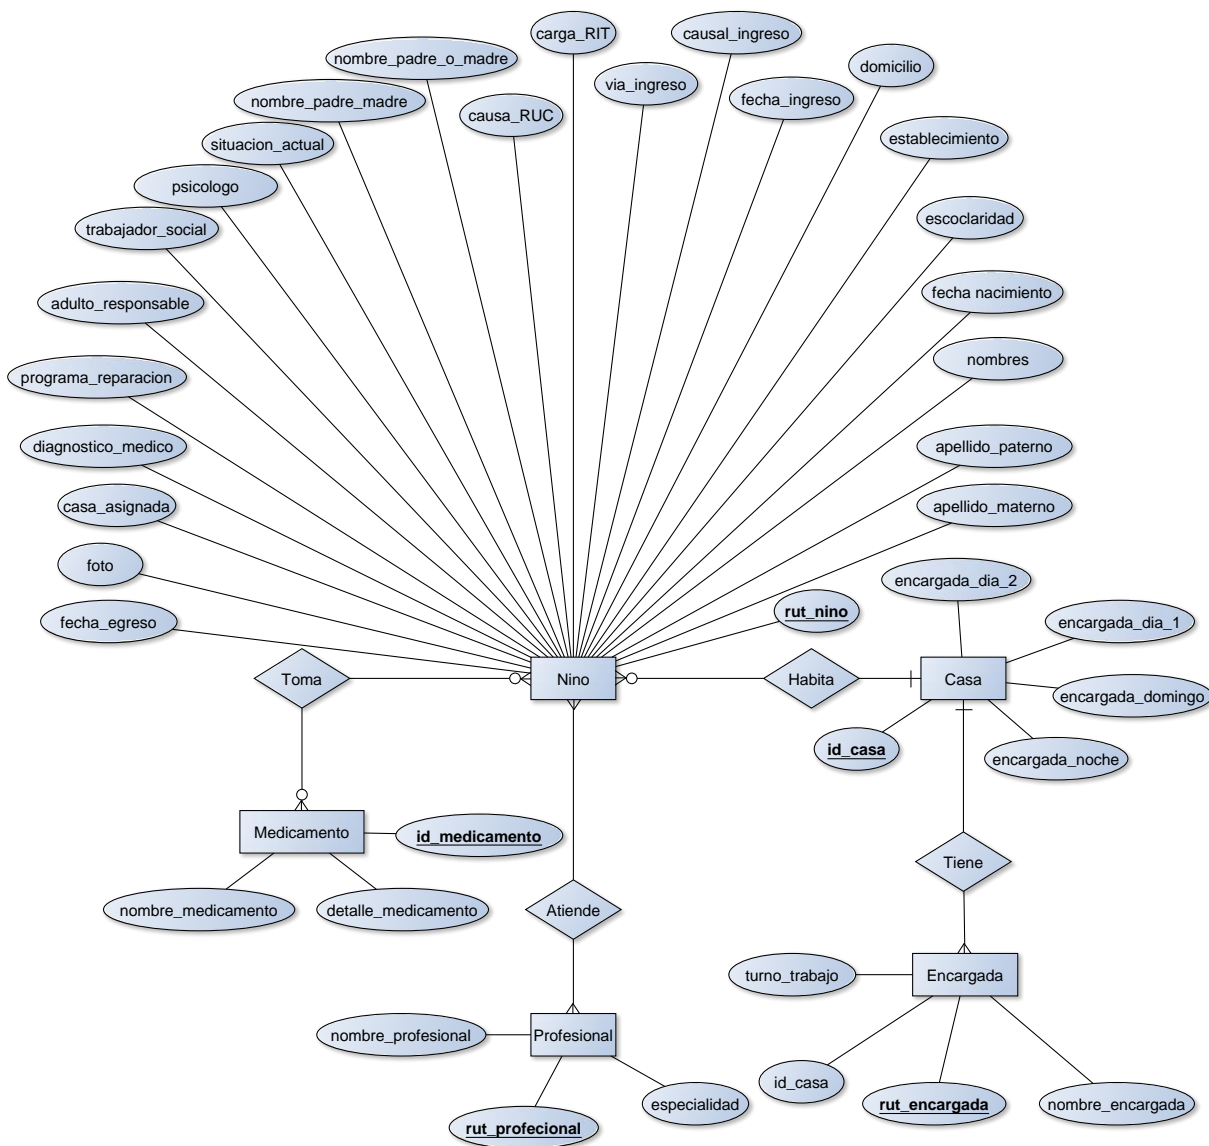 carga_RIT
causal_ingreso
nombre_padre_o_madre
domicilio
via_ingreso
nombre_padre_madre
fecha_ingreso
causa_RUC
situacion_actual
establecimiento
psicologo
escoclaridad
trabajador_social
fecha nacimiento
adulto_responsable
nombres
programa_reparacion
diagnostico_medico
apellido_paterno
casa_asignada
apellido_materno
foto
encargada_dia_2
rut_nino
fecha_egreso
encargada_dia_1
Toma
Nino
Habita
Casa
encargada_domingo
id_casa
encargada_noche
Medicamento
id_medicamento
Tiene
nombre_medicamento
detalle_medicamento
Atiende
turno_trabajo
Encargada
nombre_profesional
Profesional
id_casa
especialidad
rut_encargada
nombre_encargada
rut_profecional